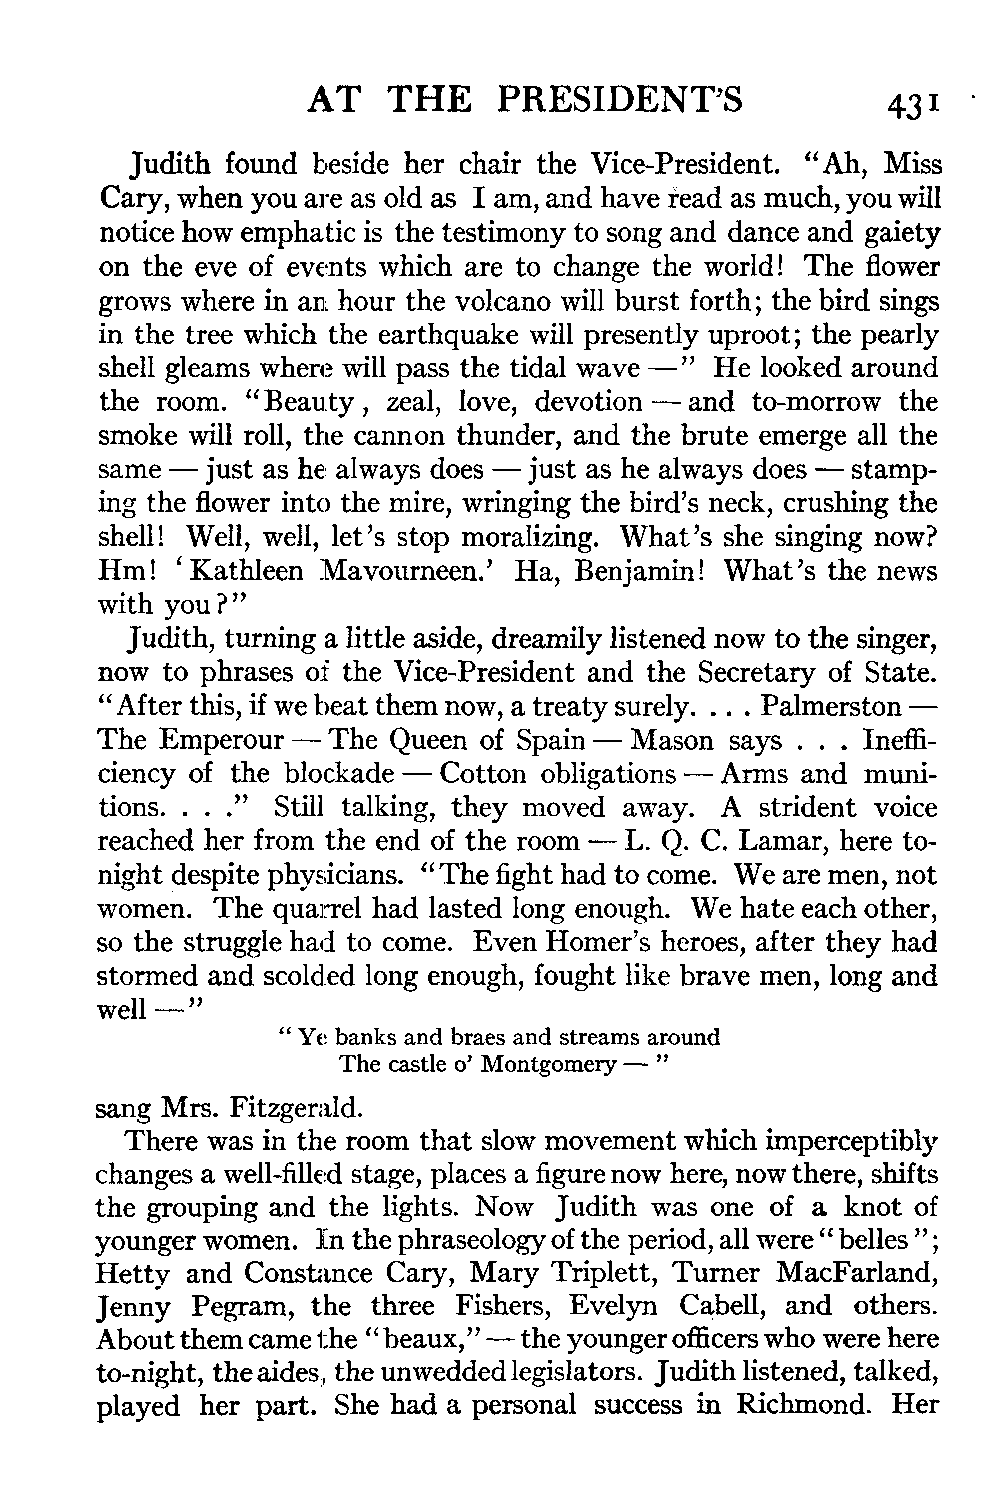 AT THE PRESIDENT'S 431
Judith found beside her chair the Vice-President. "Ah, Miss
Cary, when you are as old as I am, and have read as much, you will
notice how emphatic is the testimony to song and dance and gaiety
on the eve of events which are to change the world! The flower
grows where in an hour the volcano will burst forth; the bird sings
in the tree which the earthquake will presently uproot; the pearly
shell gleams where will pass the tidal wave —" He looked around
the room. "Beauty, zeal, love, devotion — and to-morrow the
smoke will roll, the cannon thunder, and the brute emerge all the
same — just as he always does — just as he always does — stamp-
ing the flower into the mire, wringing the bird's neck, crushing the
shell! Well, well, let's stop moralizing. What's she singing now?
Hm! 'Kathleen Mavourneen.' Ha, Benjamin! What's the news
with you?"
Judith, turning a little aside, dreamily listened now to the singer,
now to phrases of the Vice-President and the Secretary of State.
"After this, if we beat them now, a treaty surely. . . . Palmerston —
The Emperour — The Queen of Spain — Mason says . . . Ineffi-
ciency of the blockade — Cotton obligations — Arms and muni-
tions. . . ." Still talking, they moved away. A strident voice
reached her from the end of the room — L. Q. C. Lamar, here to-
night despite physicians. "The fight had to come. We are men, not
women. The quarrel had lasted long enough. We hate each other,
so the struggle had to come. Even Homer's heroes, after they had
stormed and scolded long enough, fought like brave men, long and
well —"
"Ye banks and braes and streams around
The castle o' Montgomery — "
sang Mrs. Fitzgerald.
There was in the room that slow movement which imperceptibly
changes a well-filled stage, places a figure now here, now there, shifts
the grouping and the lights. Now Judith was one of a knot of
younger women. In the phraseology of the period, all were "belles";
Hetty and Constance Cary, Mary Triplett, Turner MacFarland,
Jenny Pegram, the three Fishers, Evelyn Cabell, and others.
About them came the "beaux," — the younger officers who were here
to-night, the aides, the unwedded legislators. Judith listened, talked,
played her part. She had a personal success in Richmond. Her